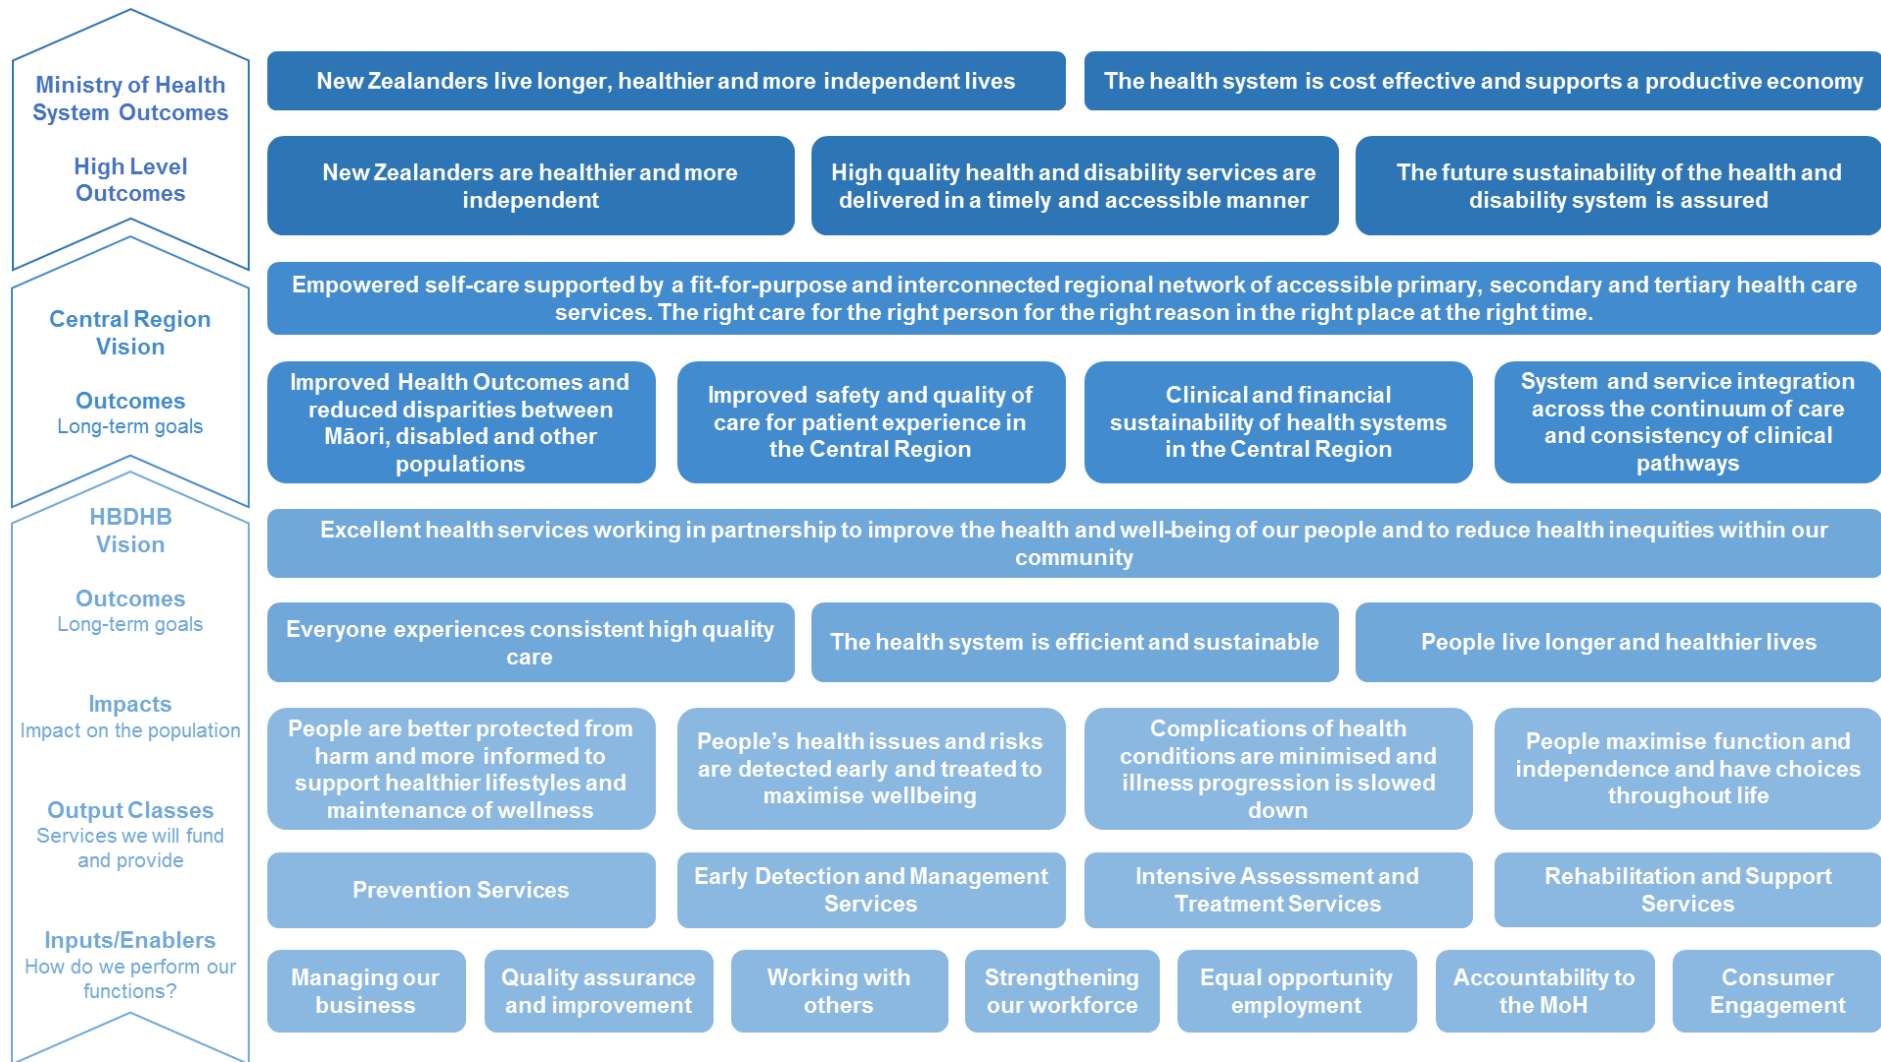 Ministry of Health
System Outcomes
High Level
Outcomes
New Zealanders live longer, healthier and more independent lives
The health system is cost effective and supports a productive economy
New Zealanders are healthier and more
independent
High quality health and disability services are
delivered in a timely and accessible manner
The future sustainability of the health and
disability system is assured
Central Region
Vision
Outcomes
Long-term goals
Empowered self-care supported by a fit-for-purpose and interconnected regional network of accessible primary, secondary and tertiary health care
services. The right care for the right person for the right reason in the right place at the right time.
Improved Health Outcomes and
reduced disparities between
Māori, disabled and other
populations
Improved safety and quality of
care for patient experience in
the Central Region
Clinical and financial
sustainability of health systems
in the Central Region
System and service integration
across the continuum of care
and consistency of clinical
pathways
HBDHB
Vision
Outcomes
Long-term goals
Impacts
Impact on the population
Output Classes
Services we will fund
and provide
Inputs/Enablers
How do we perform our
functions?
Excellent health services working in partnership to improve the health and well-being of our people and to reduce health inequities within our
community
Everyone experiences consistent high quality
care
The health system is efficient and sustainable
People live longer and healthier lives
People are better protected from
harm and more informed to
support healthier lifestyles and
maintenance of wellness
People's health issues and risks
are detected early and treated to
maximise wellbeing
Complications of health
conditions are minimised and
illness progression is slowed
down
People maximise function and
independence and have choices
throughout life
Prevention Services
Early Detection and Management
Services
Intensive Assessment and
Treatment Services
Rehabilitation and Support
Services
Managing our
business
Quality assurance
and improvement
Working with
others
Strengthening
our workforce
Equal opportunity
employment
Accountability to
the MoH
Consumer
Engagement